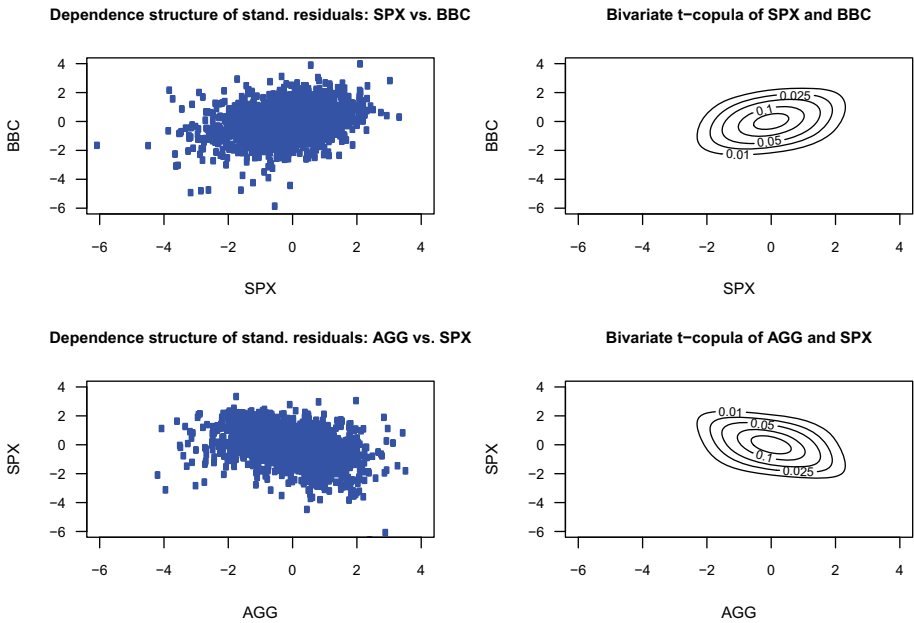 Dependence structure of stand. residuals: SPX vs. BBC
4
2
0
−2
−4
−6
BBC
−6 −4 −2 0 2 4
SPX
Bivariate t−copula of SPX and BBC
4
2
0
−2
−4
−6
BBC
0.025
0.1
0.05
0.01
−6 −4 −2 0 2 4
SPX
Dependence structure of stand. residuals: AGG vs. SPX
4
2
0
−2
−4
−6
SPX
−6 −4 −2 0 2 4
AGG
Bivariate t−copula of AGG and SPX
4
2
0
−2
−4
−6
SPX
0.01
0.05
0.1
0.025
−6 −4 −2 0 2 4
AGG